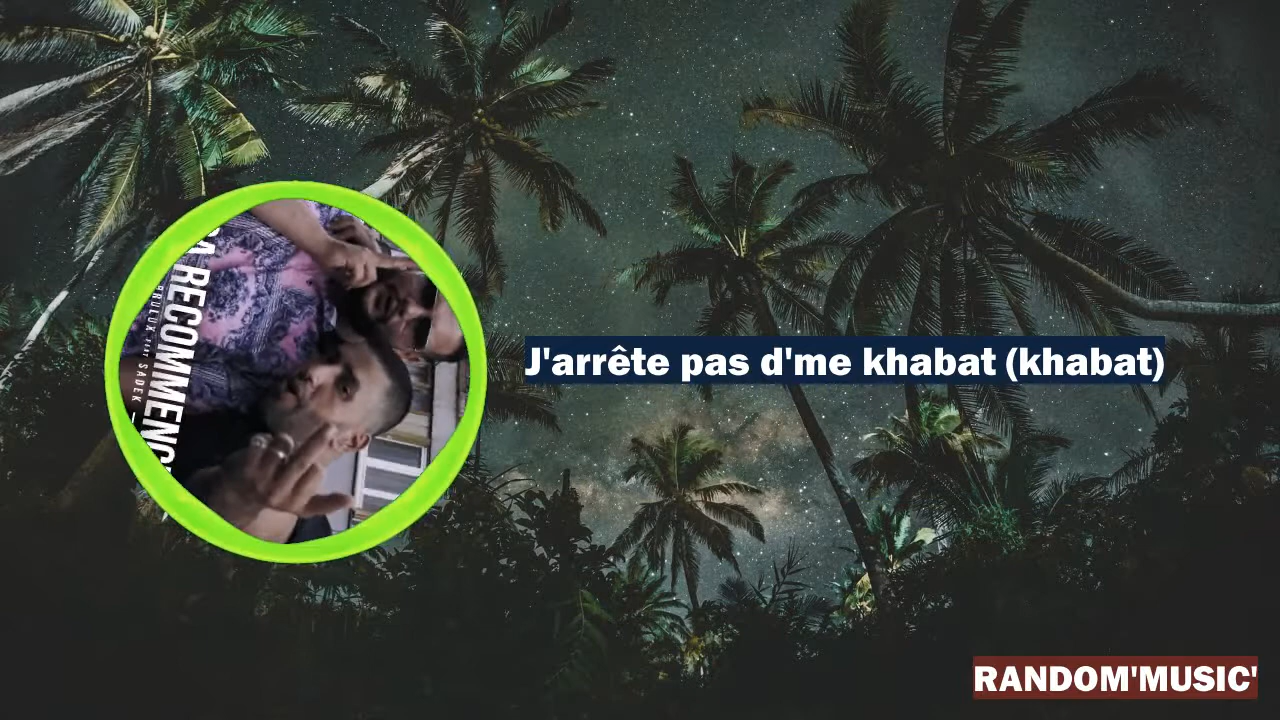 RECOMMENC
SADEK
J'arrête pas d'me khabat (khabat)
RANDOM'MUSIC'